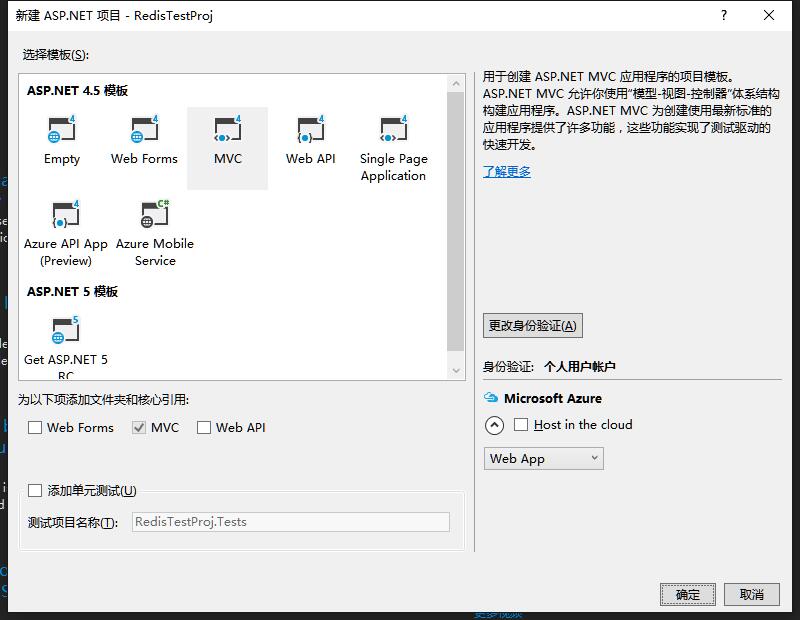 新建 ASP.NET 项目 - RedisTestProj
选择模板(S):
ASP.NET 4.5 模板
Empty
Web Forms
MVC
Web API
Single Page
Application
Azure API App
(Preview)
Azure Mobile
Service
ASP.NET 5 模板
Get ASP.NET 5
RC
用于创建 ASP.NET MVC 应用程序的项目模板。
ASP.NET MVC 允许你使用“模型-视图-控制器”体系结构
构建应用程序。ASP.NET MVC 为创建使用最新标准的
应用程序提供了许多功能，这些功能实现了测试驱动的
快速开发。
了解更多
更改身份验证(A)
身份验证: 个人用户帐户
Microsoft Azure
Host in the cloud
Web App
为以下项添加文件夹和核心引用:
Web Forms
MVC
Web API
添加单元测试(U)
测试项目名称(T):
RedisTestProj.Tests
确定
取消
更多视频